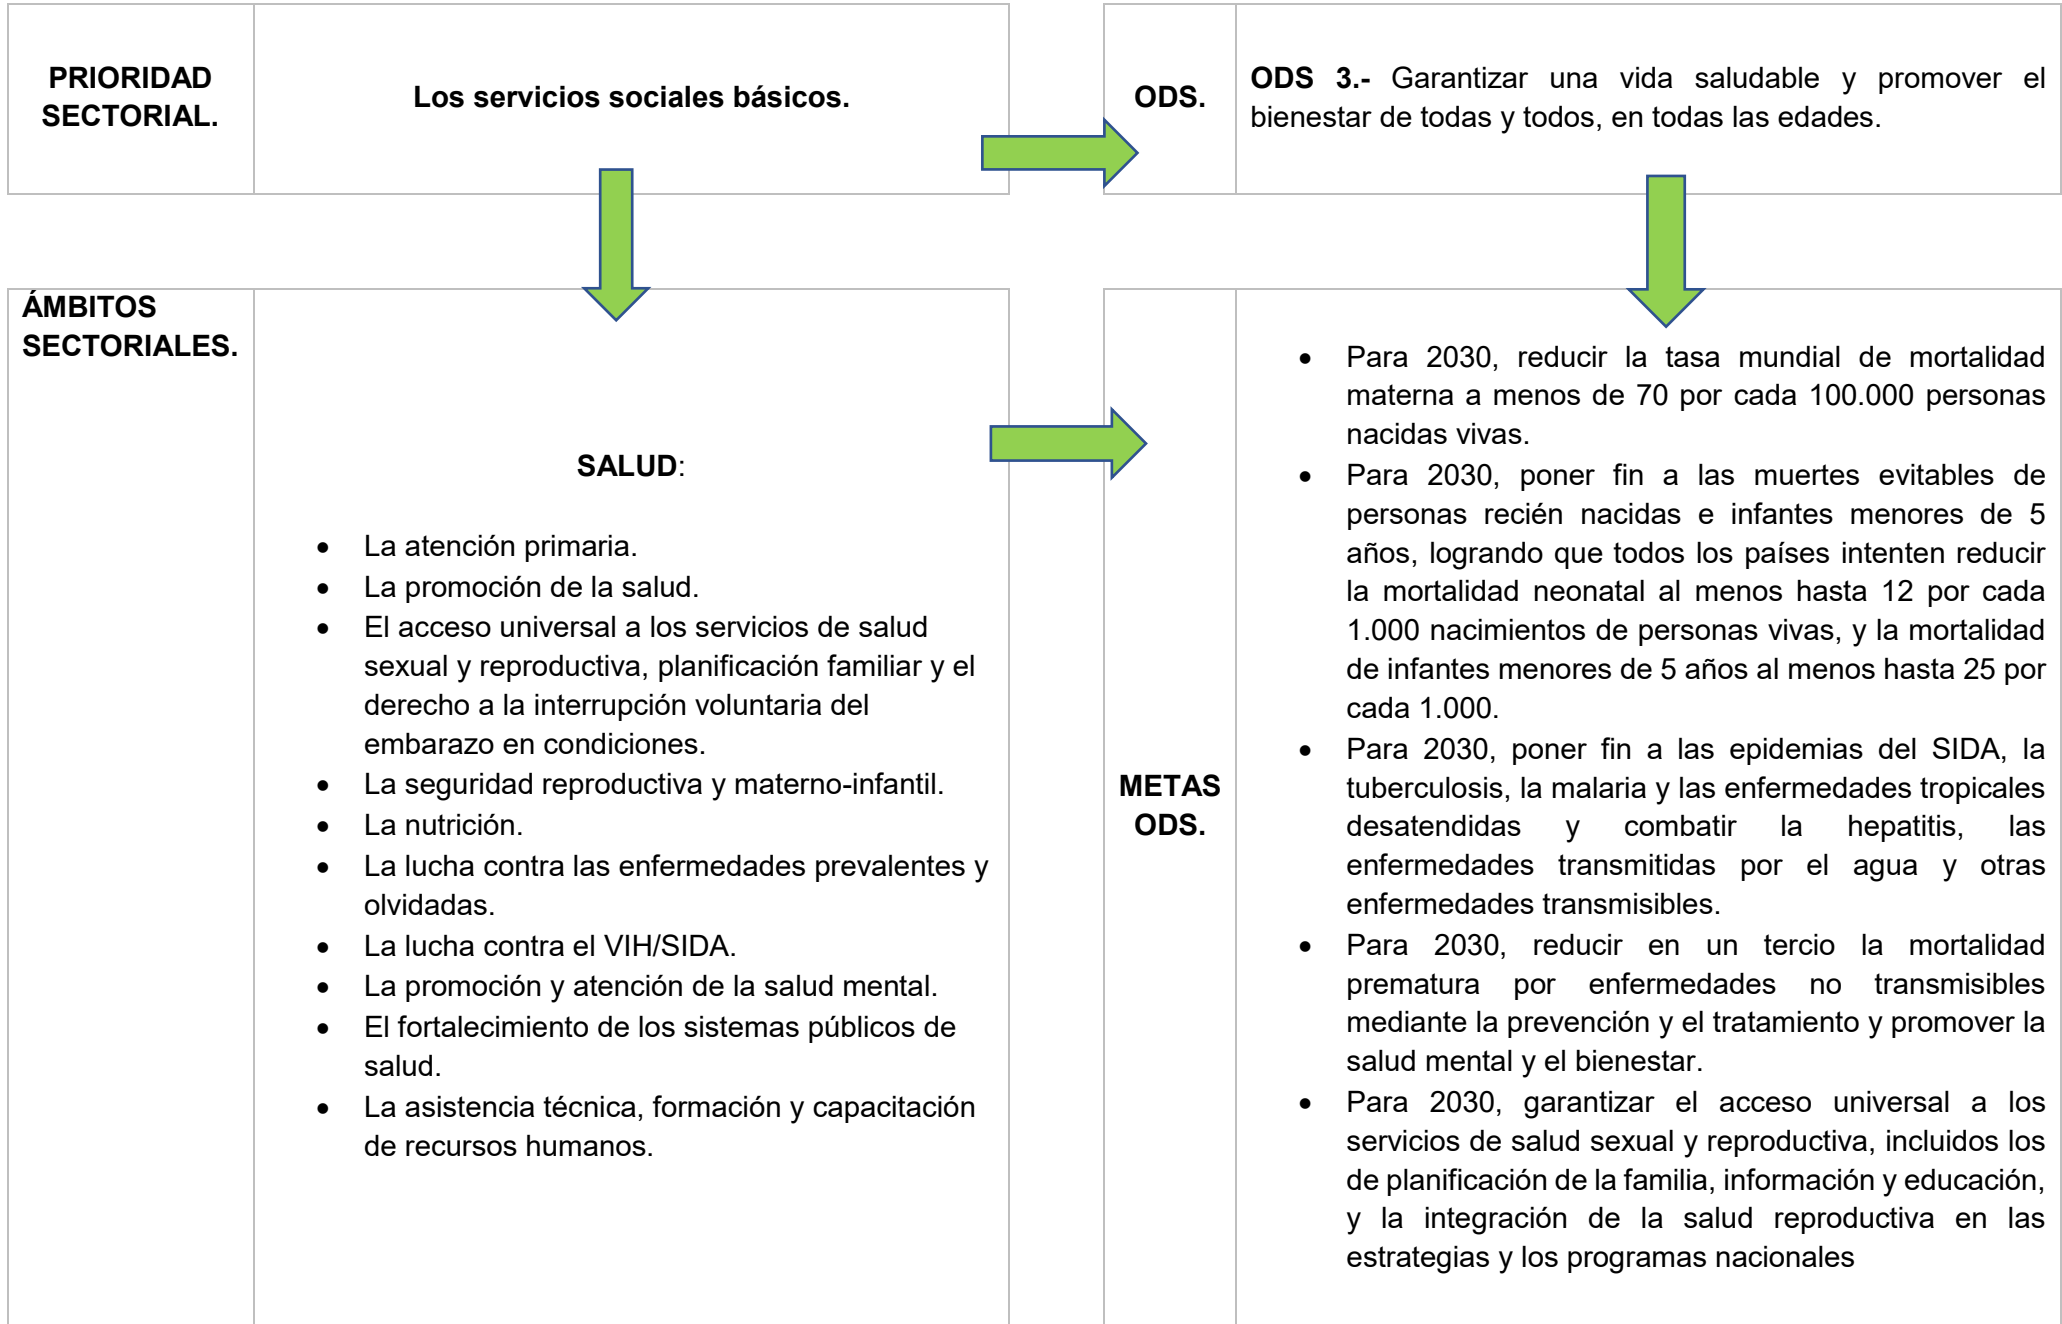 PRIORIDAD
SECTORIAL.
Los servicios sociales básicos.
ODS.
ODS 3.- Garantizar una vida saludable y promover el
bienestar de todas y todos, en todas las edades.
ÁMBITOS
SECTORIALES.
SALUD:
• La atención primaria.
• La promoción de la salud.
• El acceso universal a los servicios de salud
sexual y reproductiva, planificación familiar y el
derecho a la interrupción voluntaria del
embarazo en condiciones.
• La seguridad reproductiva y materno-infantil.
• La nutrición.
• La lucha contra las enfermedades prevalentes y
olvidadas.
• La lucha contra el VIH/SIDA.
• La promoción y atención de la salud mental.
• El fortalecimiento de los sistemas públicos de
salud.
• La asistencia técnica, formación y capacitación
de recursos humanos.
METAS
ODS.
• Para 2030, reducir la tasa mundial de mortalidad
materna a menos de 70 por cada 100.000 personas
nacidas vivas.
• Para 2030, poner fin a las muertes evitables de
personas recién nacidas e infantes menores de 5
años, logrando que todos los países intenten reducir
la mortalidad neonatal al menos hasta 12 por cada
1.000 nacimientos de personas vivas, y la mortalidad
de infantes menores de 5 años al menos hasta 25 por
cada 1.000.
• Para 2030, poner fin a las epidemias del SIDA, la
tuberculosis, la malaria y las enfermedades tropicales
desatendidas y combatir la hepatitis, las
enfermedades transmitidas por el agua y otras
enfermedades transmisibles.
• Para 2030, reducir en un tercio la mortalidad
prematura por enfermedades no transmisibles
mediante la prevención y el tratamiento y promover la
salud mental y el bienestar.
• Para 2030, garantizar el acceso universal a los
servicios de salud sexual y reproductiva, incluidos los
de planificación de la familia, información y educación,
y la integración de la salud reproductiva en las
estrategias y los programas nacionales